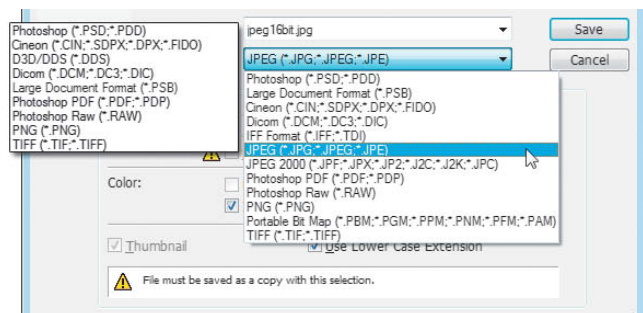 Photoshop (*.PSD;*.PDD)
Cineon (*.CIN;*.SDPX;*.DPX;*.FIDO)
D3D/DDS (*.DDS)
Dicom (*.DCM;*.DC3;*.DIC)
Large Document Format (*.PSB)
Photoshop PDF (*.PDF;*.PDP)
Photoshop Raw (*.RAW)
PNG (*.PNG)
TIFF (*.TIF;*.TIFF)
jpeg16bit.jpg
Save
JPEG (*.JPG;*.JPEG;*.JPE)
Cancel
Photoshop (*.PSD;*.PDD)
Large Document Format (*.PSB)
Cineon (*.CIN;*.SDPX;*.DPX;*.FIDO)
Dicom (*.DCM;*.DC3;*.DIC)
IFF Format (*.IFF;*.TDI)
JPEG (*.JPG;*.JPEG;*.JPE)
JPEG 2000 (*.JPF;*.JPX;*.JP2;*.J2C;*.J2K;*.JPC)
Photoshop PDF (*.PDF;*.PDP)
Photoshop Raw (*.RAW)
PNG (*.PNG)
Portable Bit Map (*.PBM;*.PGM;*.PPM;*.PNM;*.PFM;*.PAM)
TIFF (*.TIF;*.TIFF)
Color:
Thumbnail
Use Lower Case Extension
File must be saved as a copy with this selection.